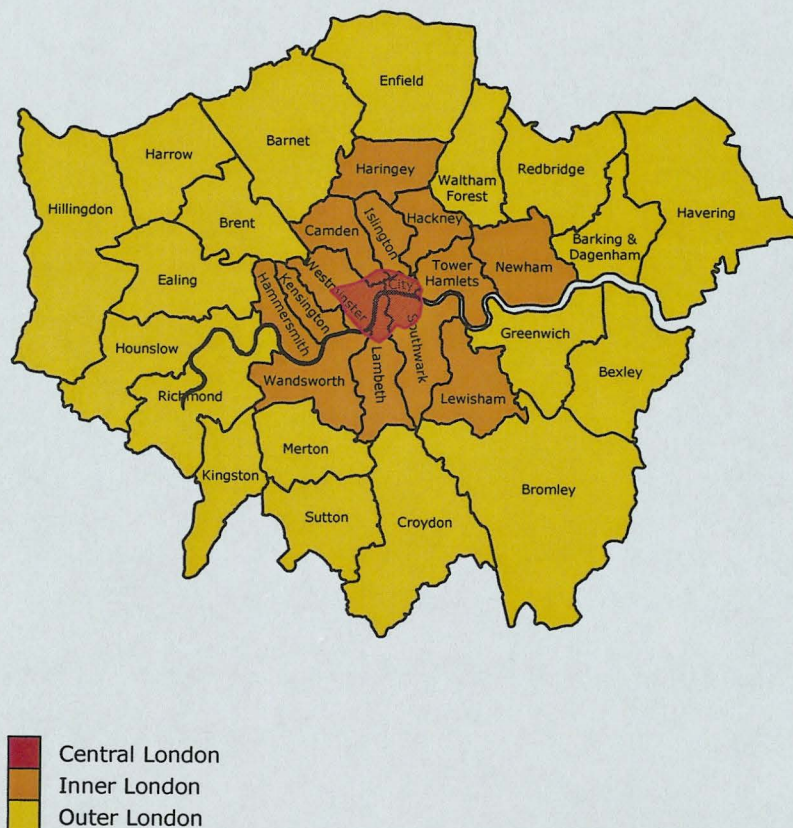 Enfield
Barnet
Harrow
Haringey
Waltham
Forest
Redbridge
Hillingdon
Havering
Brent
Camden
Islington
Hackney
Barking &
Dagenham
Ealing
Westminster
City
Tower
Hamlets
Newham
Kensington
Hammersmith
Hounslow
Southwark
Greenwich
Bexley
Richmond
Wandsworth
Lambeth
Lewisham
Merton
Kingston
Bromley
Sutton
Croydon
Central London
Inner London
Outer London